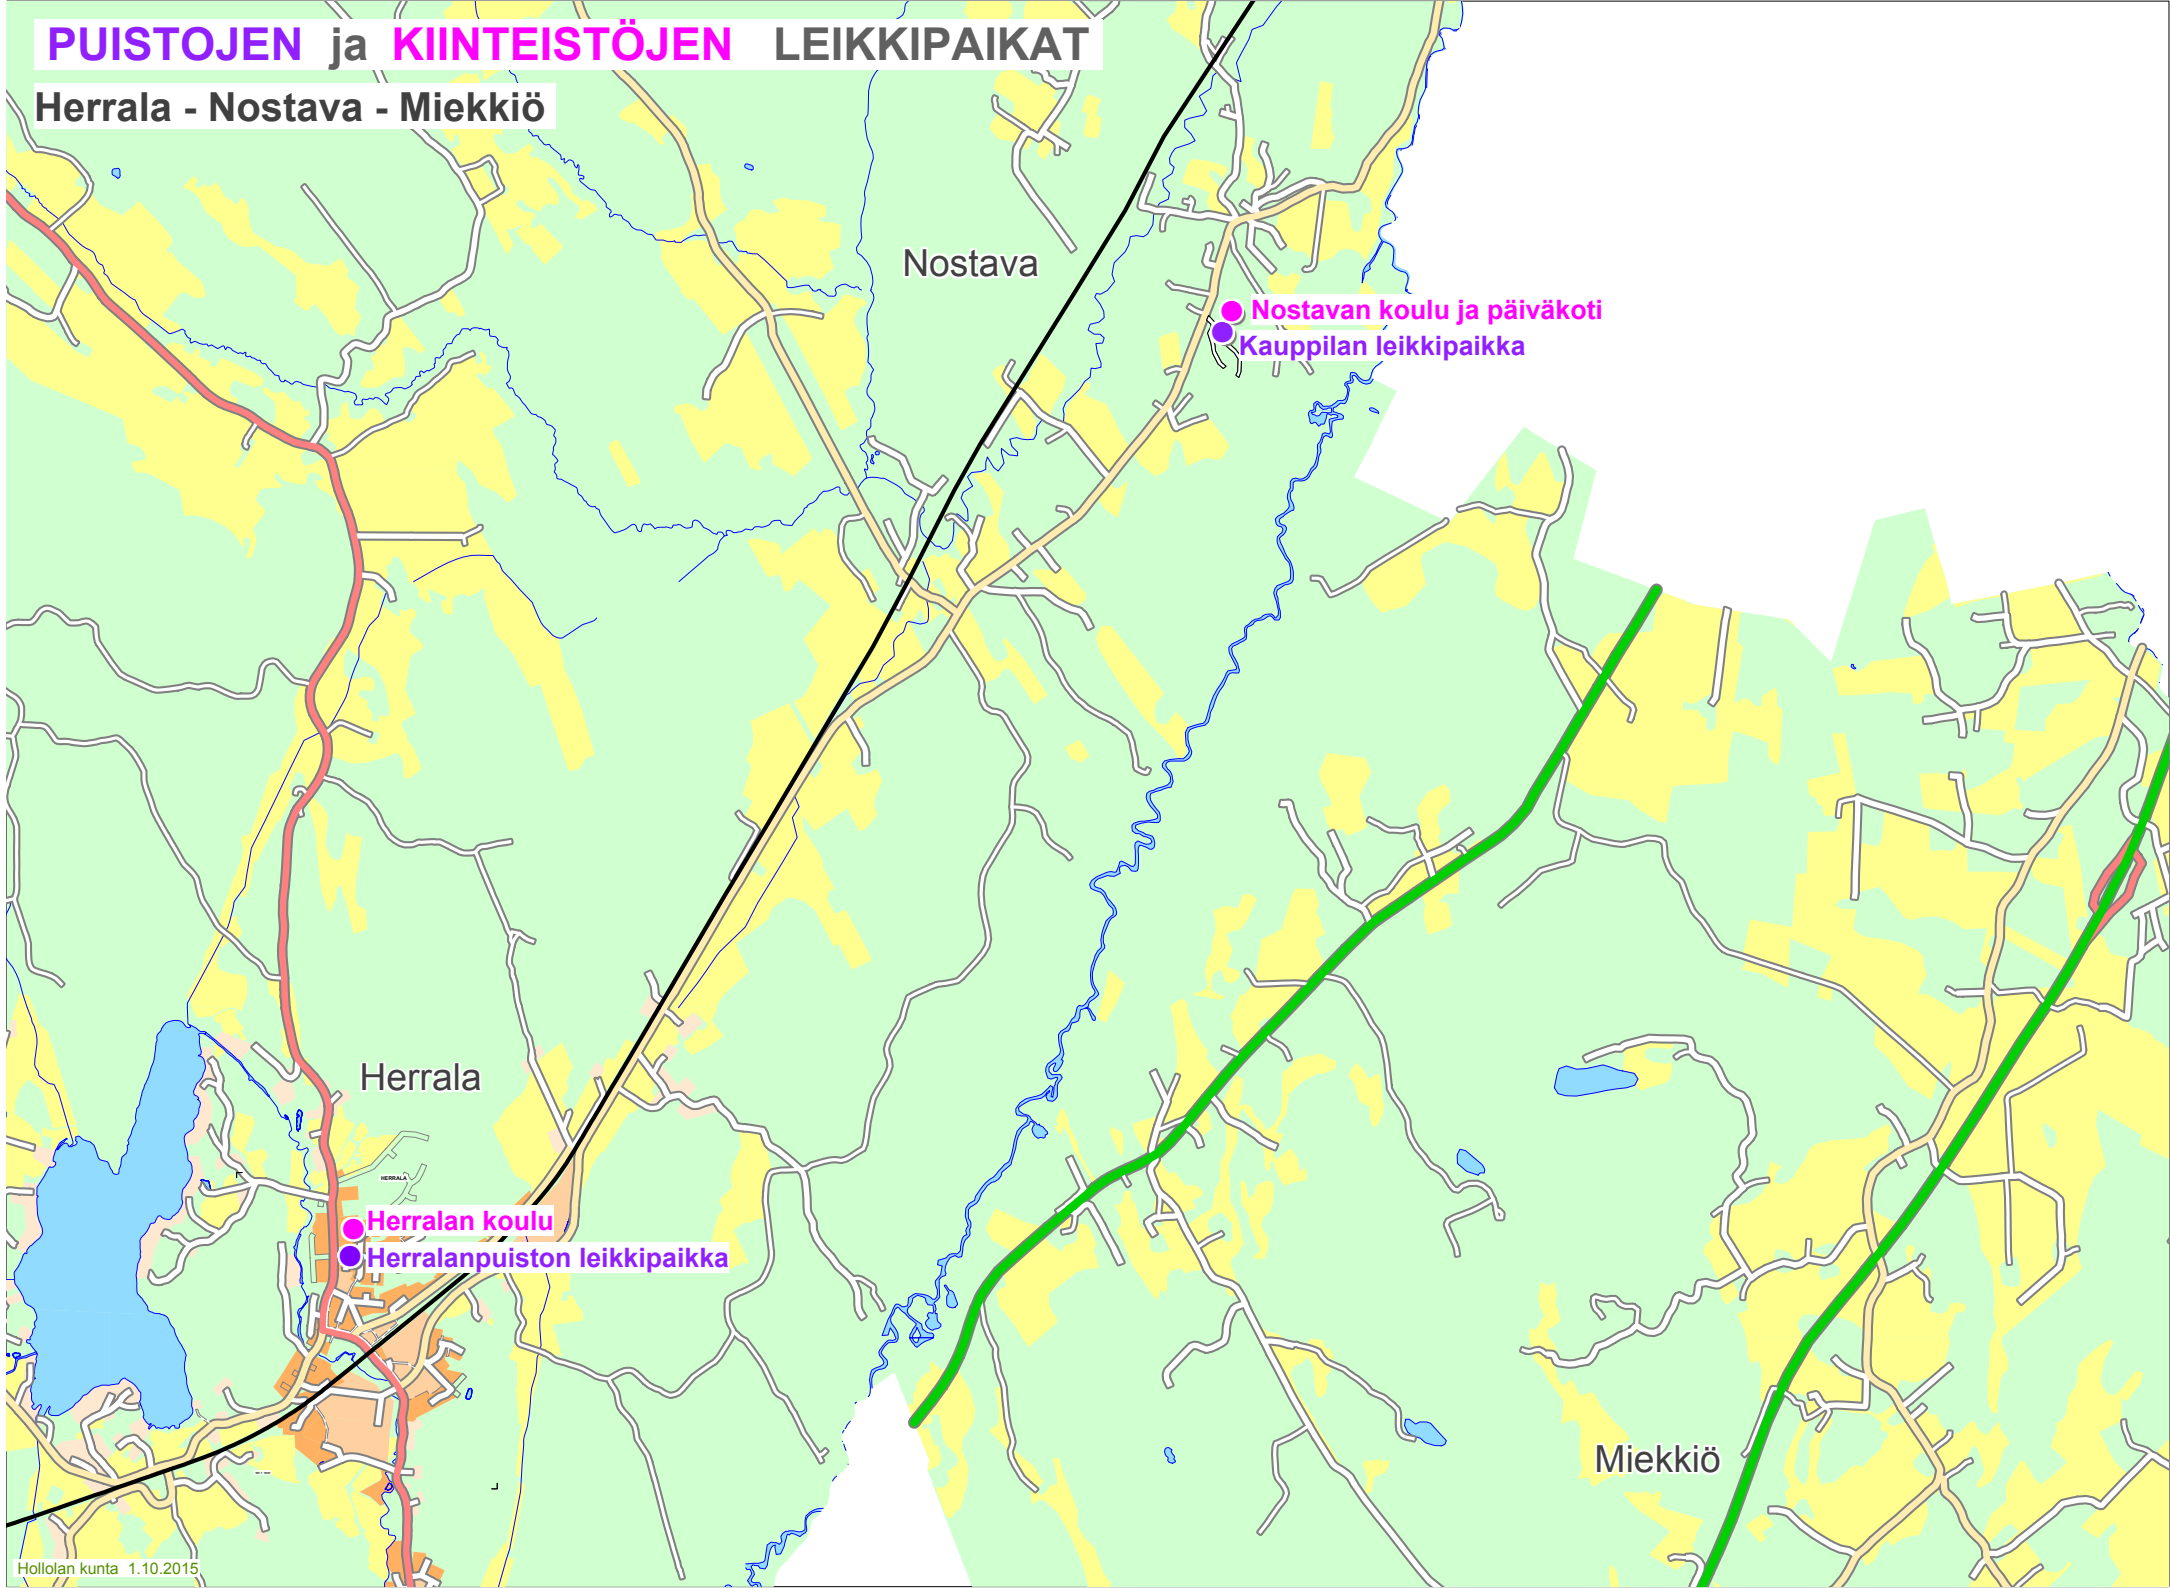 PUISTOJEN ja KIINTEISTÖJEN LEIKKIPAIKAT
Herrala - Nostava - Miekkiö
Nostava
Nostavan koulu ja päiväkoti
Kauppilan leikkipaikka
Herrala
HERRALA
Herralan koulu
Herralanpuiston leikkipaikka
Miekkiö
Hollolan kunta 1.10.2015